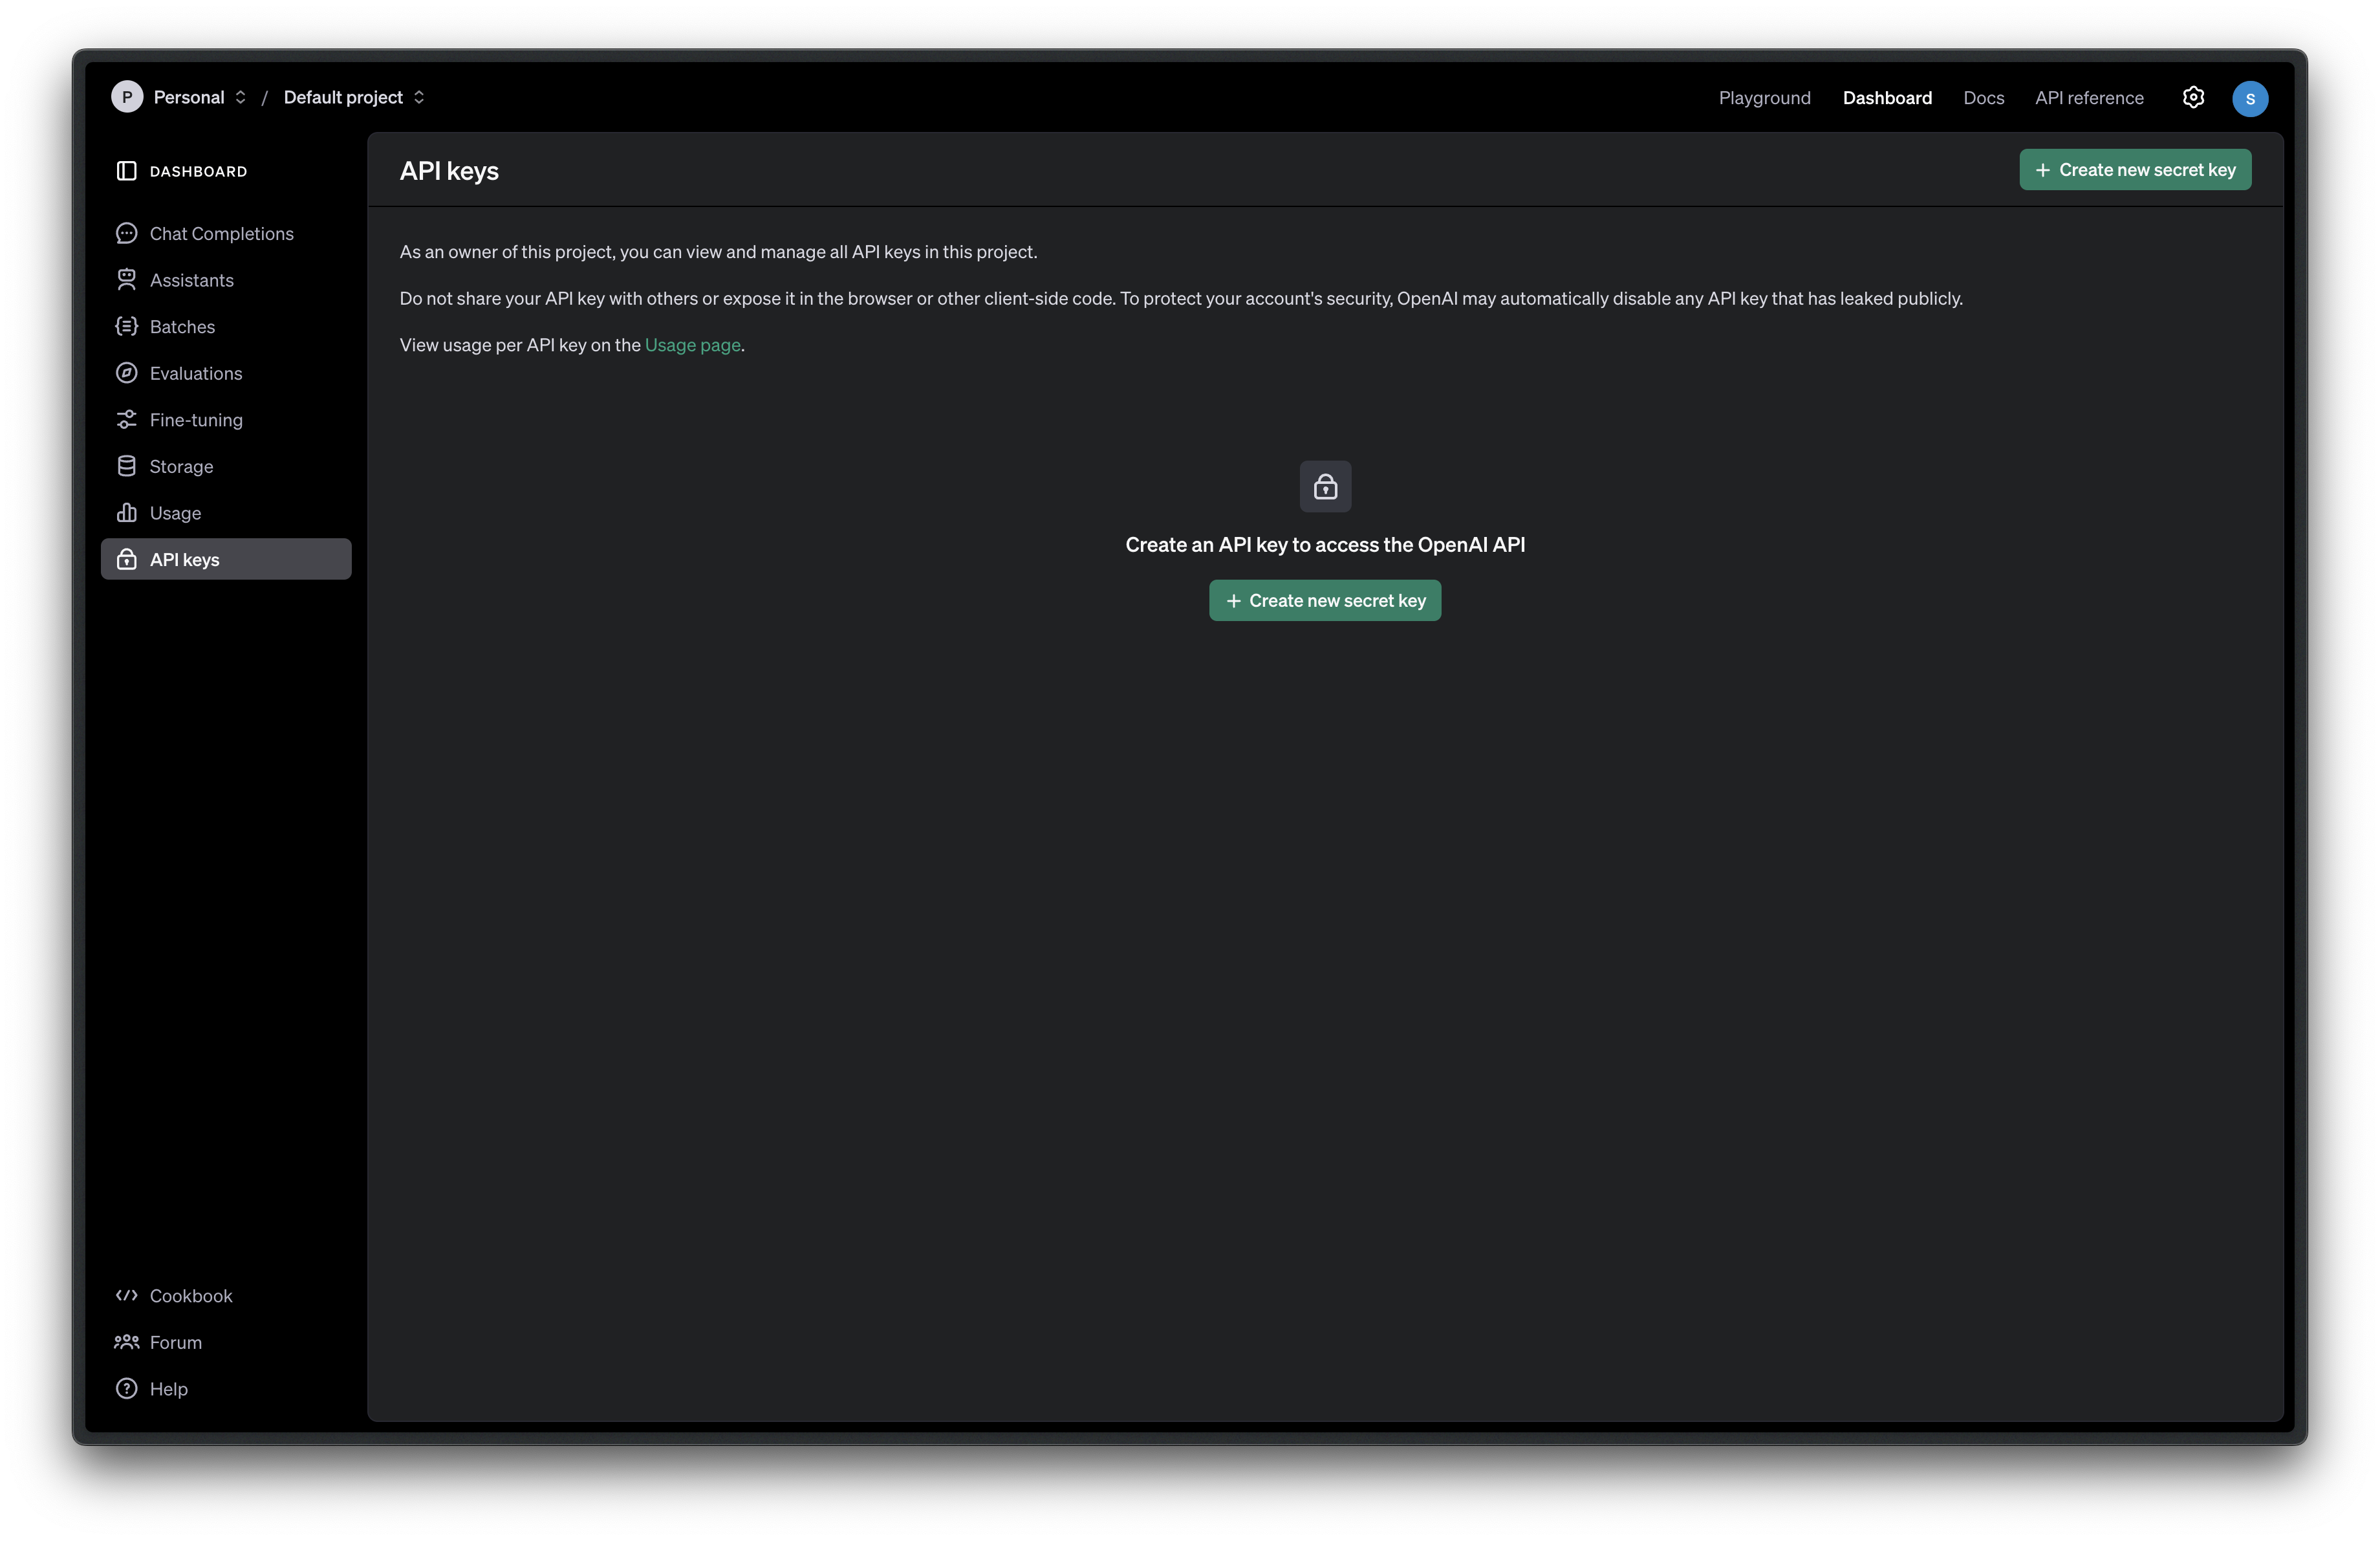 P Personal / Default project
Playground Dashboard Docs API reference S
DASHBOARD
Chat Completions
Assistants
Batches
Evaluations
Fine-tuning
Storage
Usage
API keys
Cookbook
Forum
Help
API keys
+ Create new secret key
As an owner of this project, you can view and manage all API keys in this project.
Do not share your API key with others or expose it in the browser or other client-side code. To protect your account's security, OpenAI may automatically disable any API key that has leaked publicly.
View usage per API key on the Usage page.
Create an API key to access the OpenAI API
+ Create new secret key